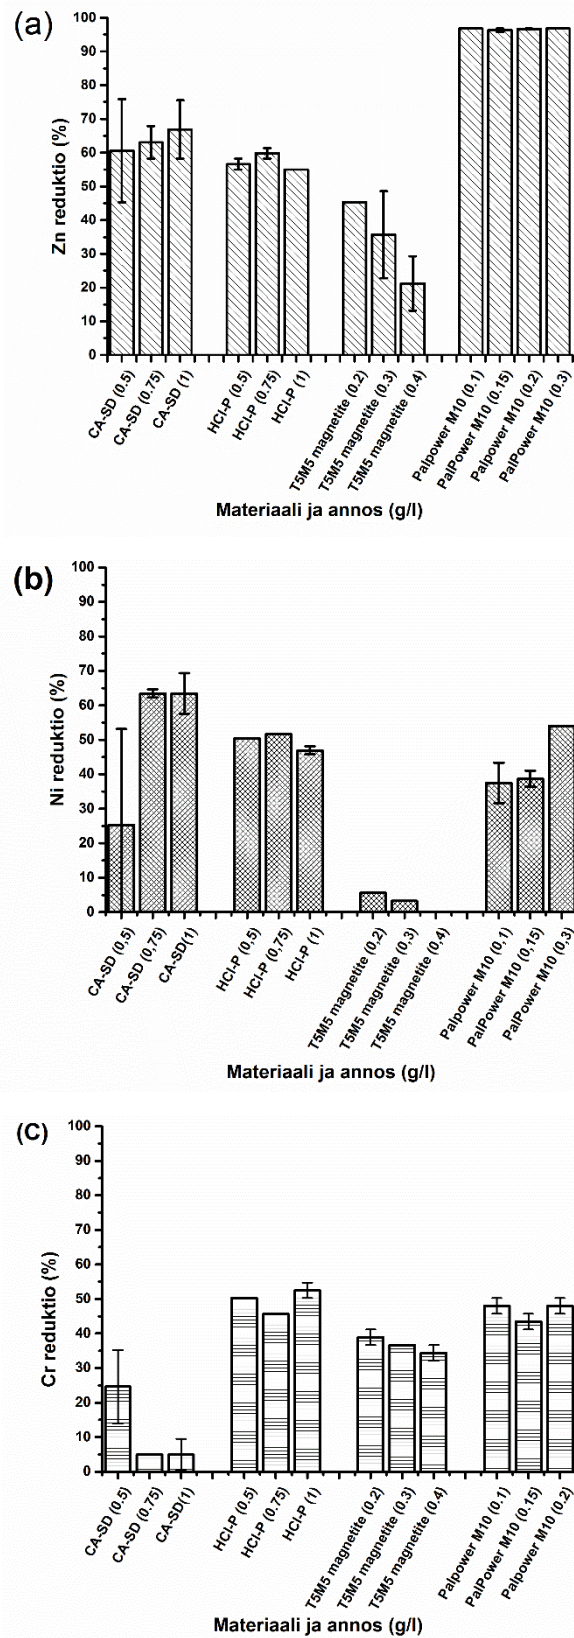 (a)
Zn reduktio (%)
100
90
80
70
60
50
40
30
20
10
0
CA-SD (0.5)
CA-SD (0.75)
CA-SD (1)
HCl-P (0.5)
HCl-P (0.75)
HCl-P (1)
T5M5 magnetite (0.2)
T5M5 magnetite (0.3)
T5M5 magnetite (0.4)
Palpower M10 (0.1)
PalPower M10 (0.15)
Palpower M10 (0.2)
PalPower M10 (0.3)
Materiaali ja annos (g/l)
(b)
Ni reduktio (%)
100
90
80
70
60
50
40
30
20
10
0
CA-SD (0,5)
CA-SD (0,75)
CA-SD(1)
HCl-P (0,5)
HCl-P (0,75)
HCl-P (1)
T5M5 magnetite (0,2)
T5M5 magnetite (0,3)
T5M5 magnetite (0,4)
Palpower M10 (0,1)
PalPower M10 (0,15)
PalPower M10 (0,3)
Materiaali ja annos (g/l)
(C)
Cr reduktio (%)
100
90
80
70
60
50
40
30
20
10
0
CA-SD (0.5)
CA-SD (0.75)
CA-SD(1)
HCl-P (0.5)
HCl-P (0.75)
HCl-P (1)
T5M5 magnetite (0.2)
T5M5 magnetite (0.3)
T5M5 magnetite (0.4)
Palpower M10 (0.1)
PalPower M10 (0.15)
Palpower M10 (0.2)
Materiaali ja annos (g/l)